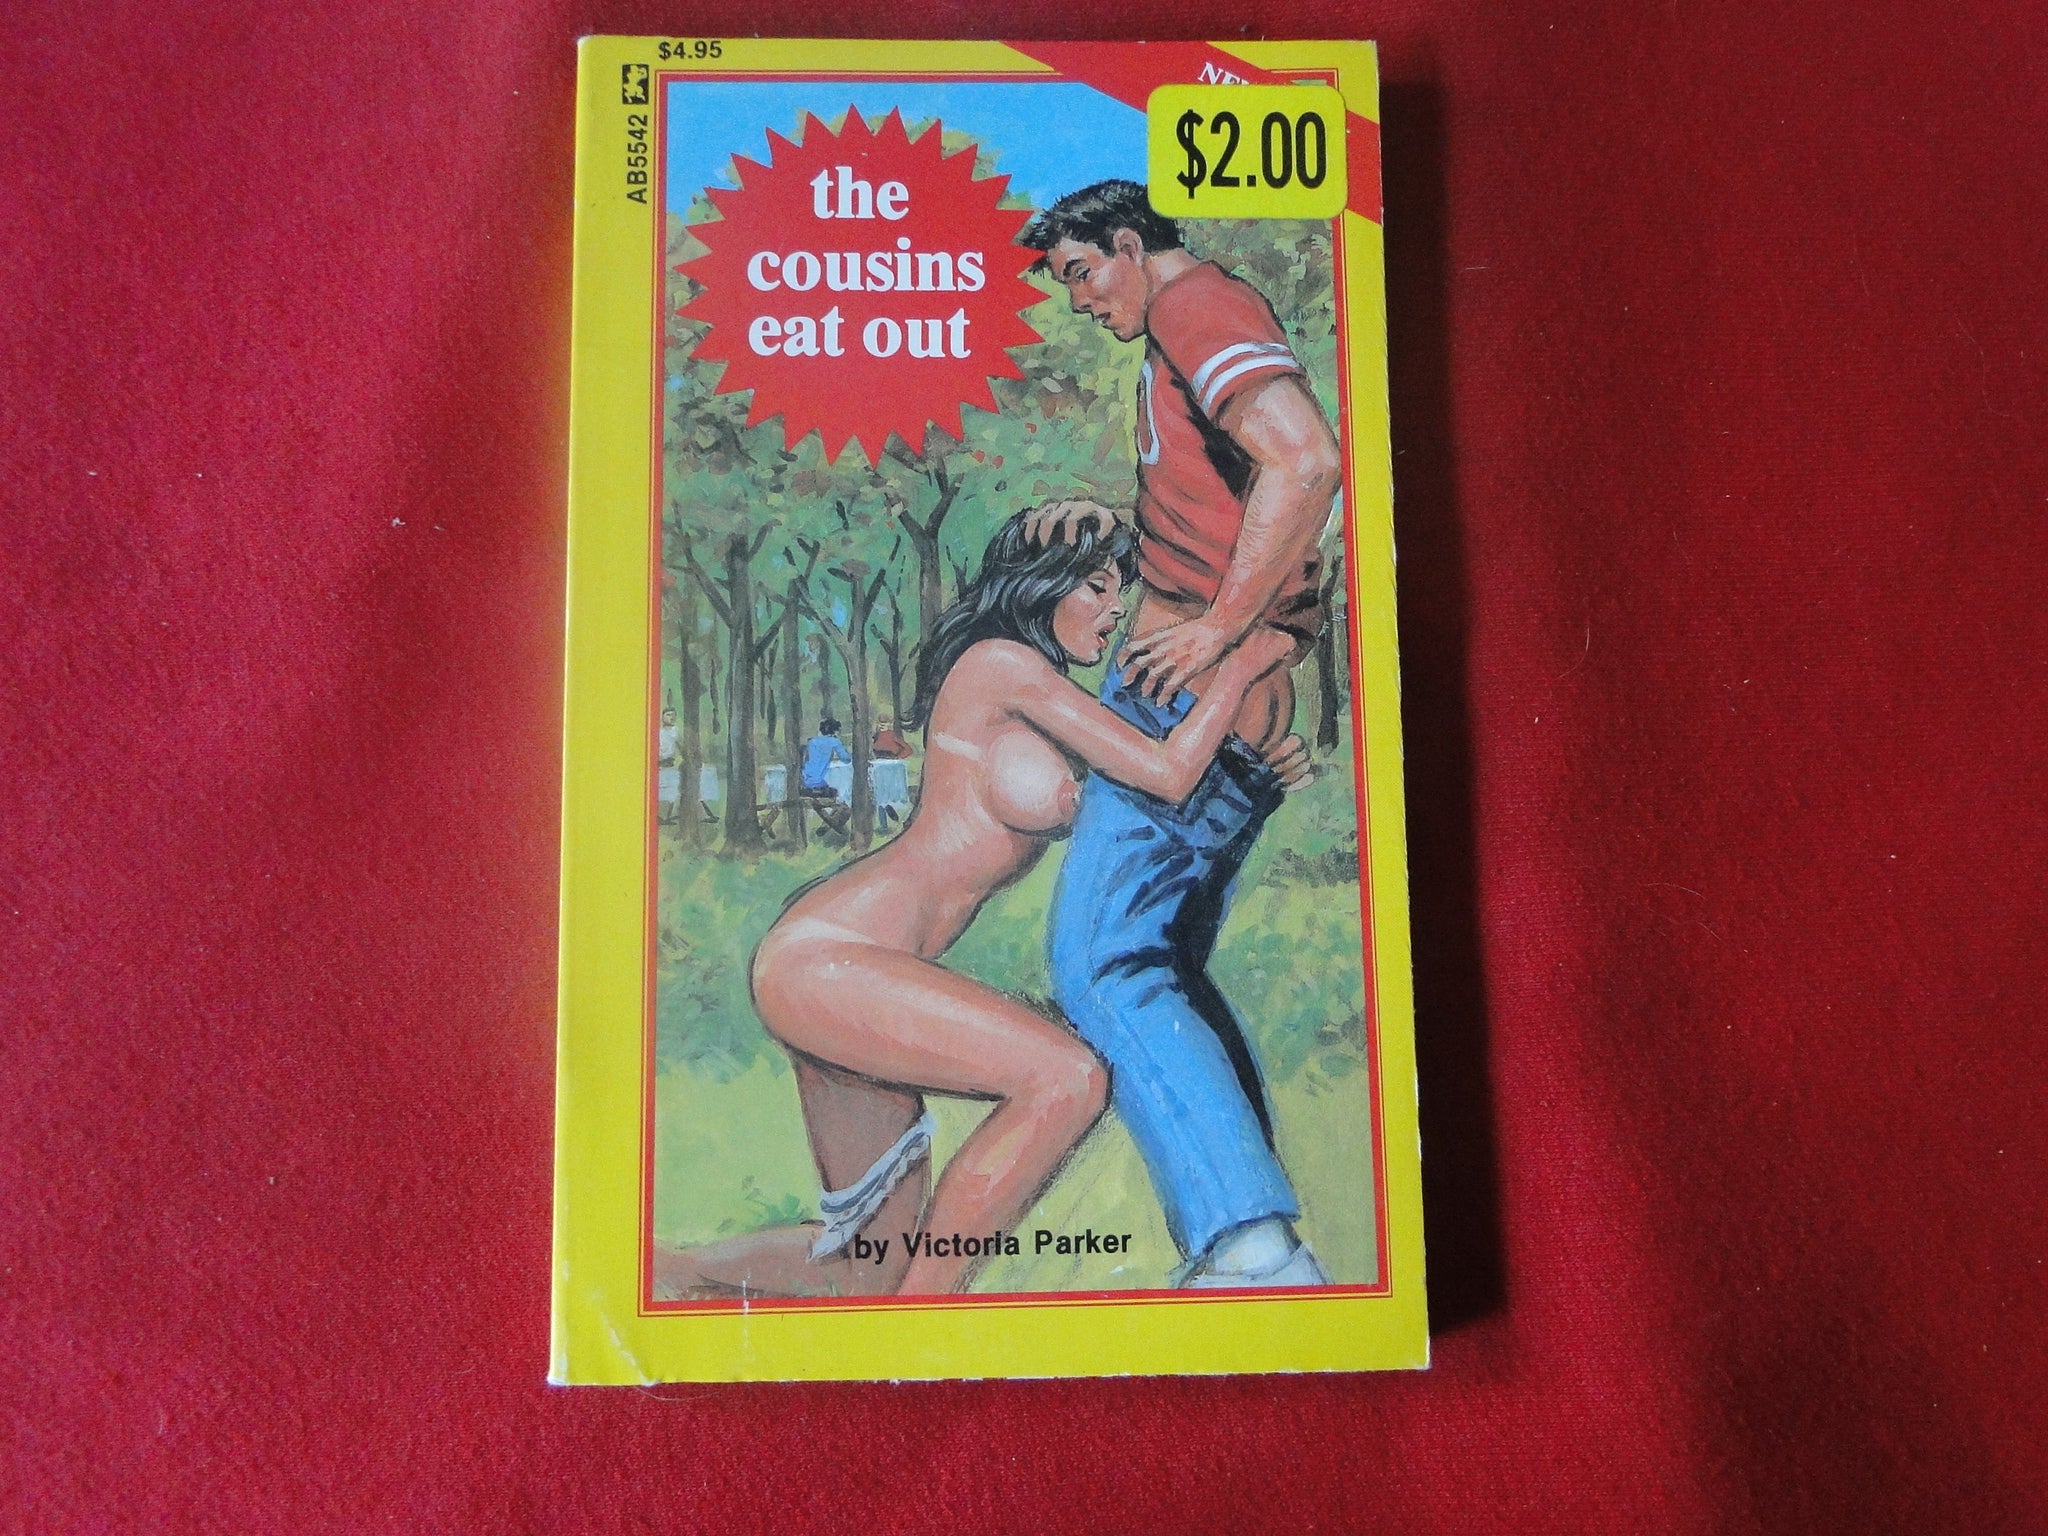 $4.95
AB5542
$2.00
the
cousins
eat out
by Victoria Parker